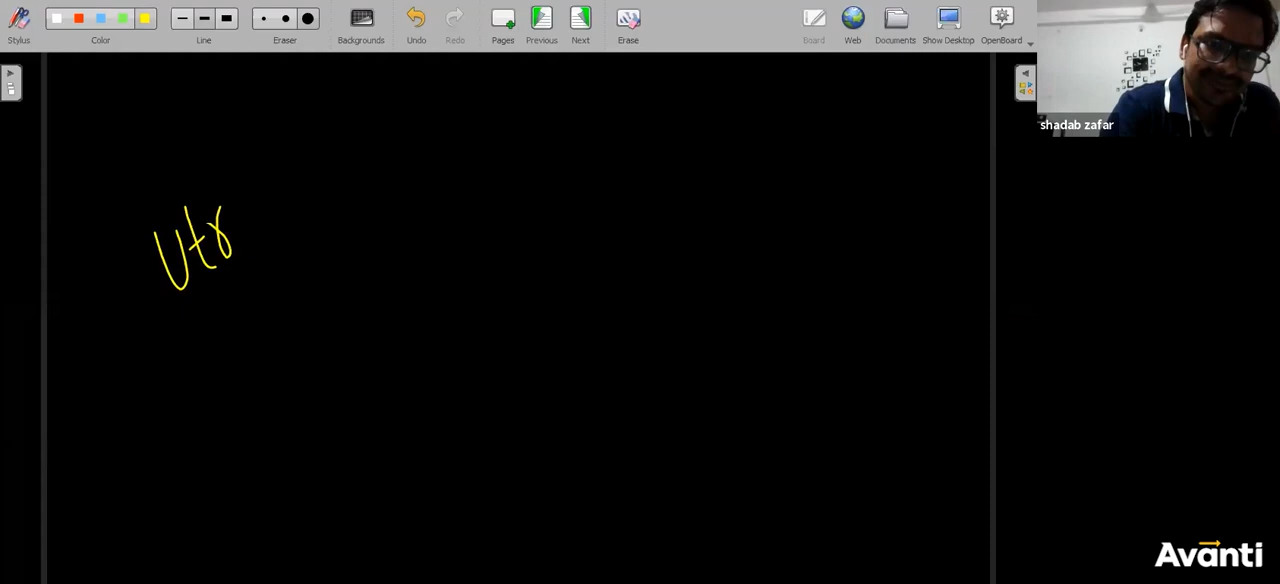 Stylus
Color
Line
Eraser
Backgrounds
Undo
Redo
Pages
Previous
Next
Erase
Board
Web
Documents
Show Desktop
OpenBoard
shadab zafar
Utr
Avanti